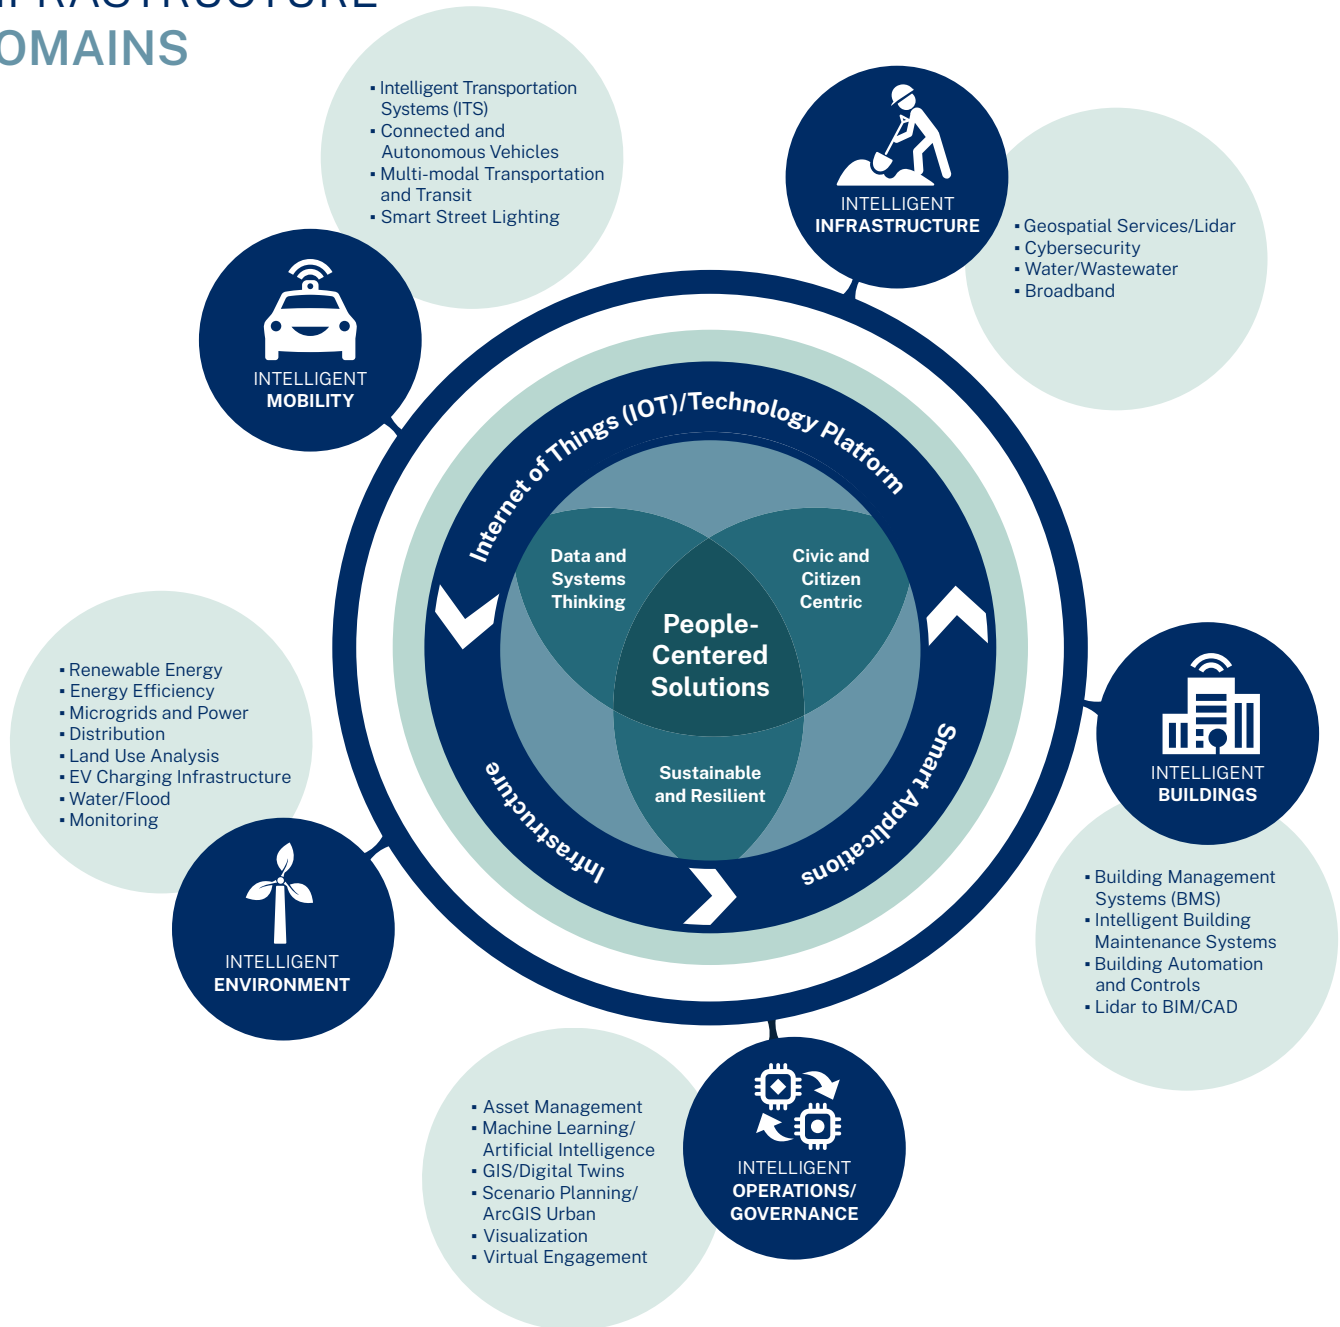 FRASTRUCTURE
OMAINS
▪ Intelligent Transportation
Systems (ITS)
▪ Connected and
Autonomous Vehicles
▪ Multi-modal Transportation
and Transit
▪ Smart Street Lighting
INTELLIGENT
MOBILITY
INTELLIGENT
INFRASTRUCTURE
▪ Geospatial Services/Lidar
▪ Cybersecurity
▪ Water/Wastewater
▪ Broadband
Internet of Things (IOT)/Technology Platform
Data and
Systems
Thinking
Civic and
Citizen
Centric
People-
Centered
Solutions
Sustainable
and Resilient
Infrastructure
Smart Applications
▪ Renewable Energy
▪ Energy Efficiency
▪ Microgrids and Power
▪ Distribution
▪ Land Use Analysis
▪ EV Charging Infrastructure
▪ Water/Flood
▪ Monitoring
INTELLIGENT
ENVIRONMENT
INTELLIGENT
BUILDINGS
▪ Building Management
Systems (BMS)
▪ Intelligent Building
Maintenance Systems
▪ Building Automation
and Controls
▪ Lidar to BIM/CAD
▪ Asset Management
▪ Machine Learning/
Artificial Intelligence
▪ GIS/Digital Twins
▪ Scenario Planning/
ArcGIS Urban
▪ Visualization
▪ Virtual Engagement
INTELLIGENT
OPERATIONS/
GOVERNANCE